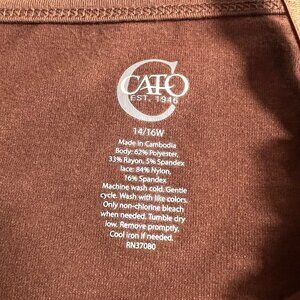 C
CATO
EST. 1946
14/16W
Made in Cambodia
Body: 62% Polyester,
33% Rayon, 5% Spandex
lace: 84% Nylon,
16% Spandex
Machine wash cold. Gentle
cycle. Wash with like colors.
Only non-chlorine bleach
when needed. Tumble dry
low. Remove promptly.
Cool iron if needed.
RN37080